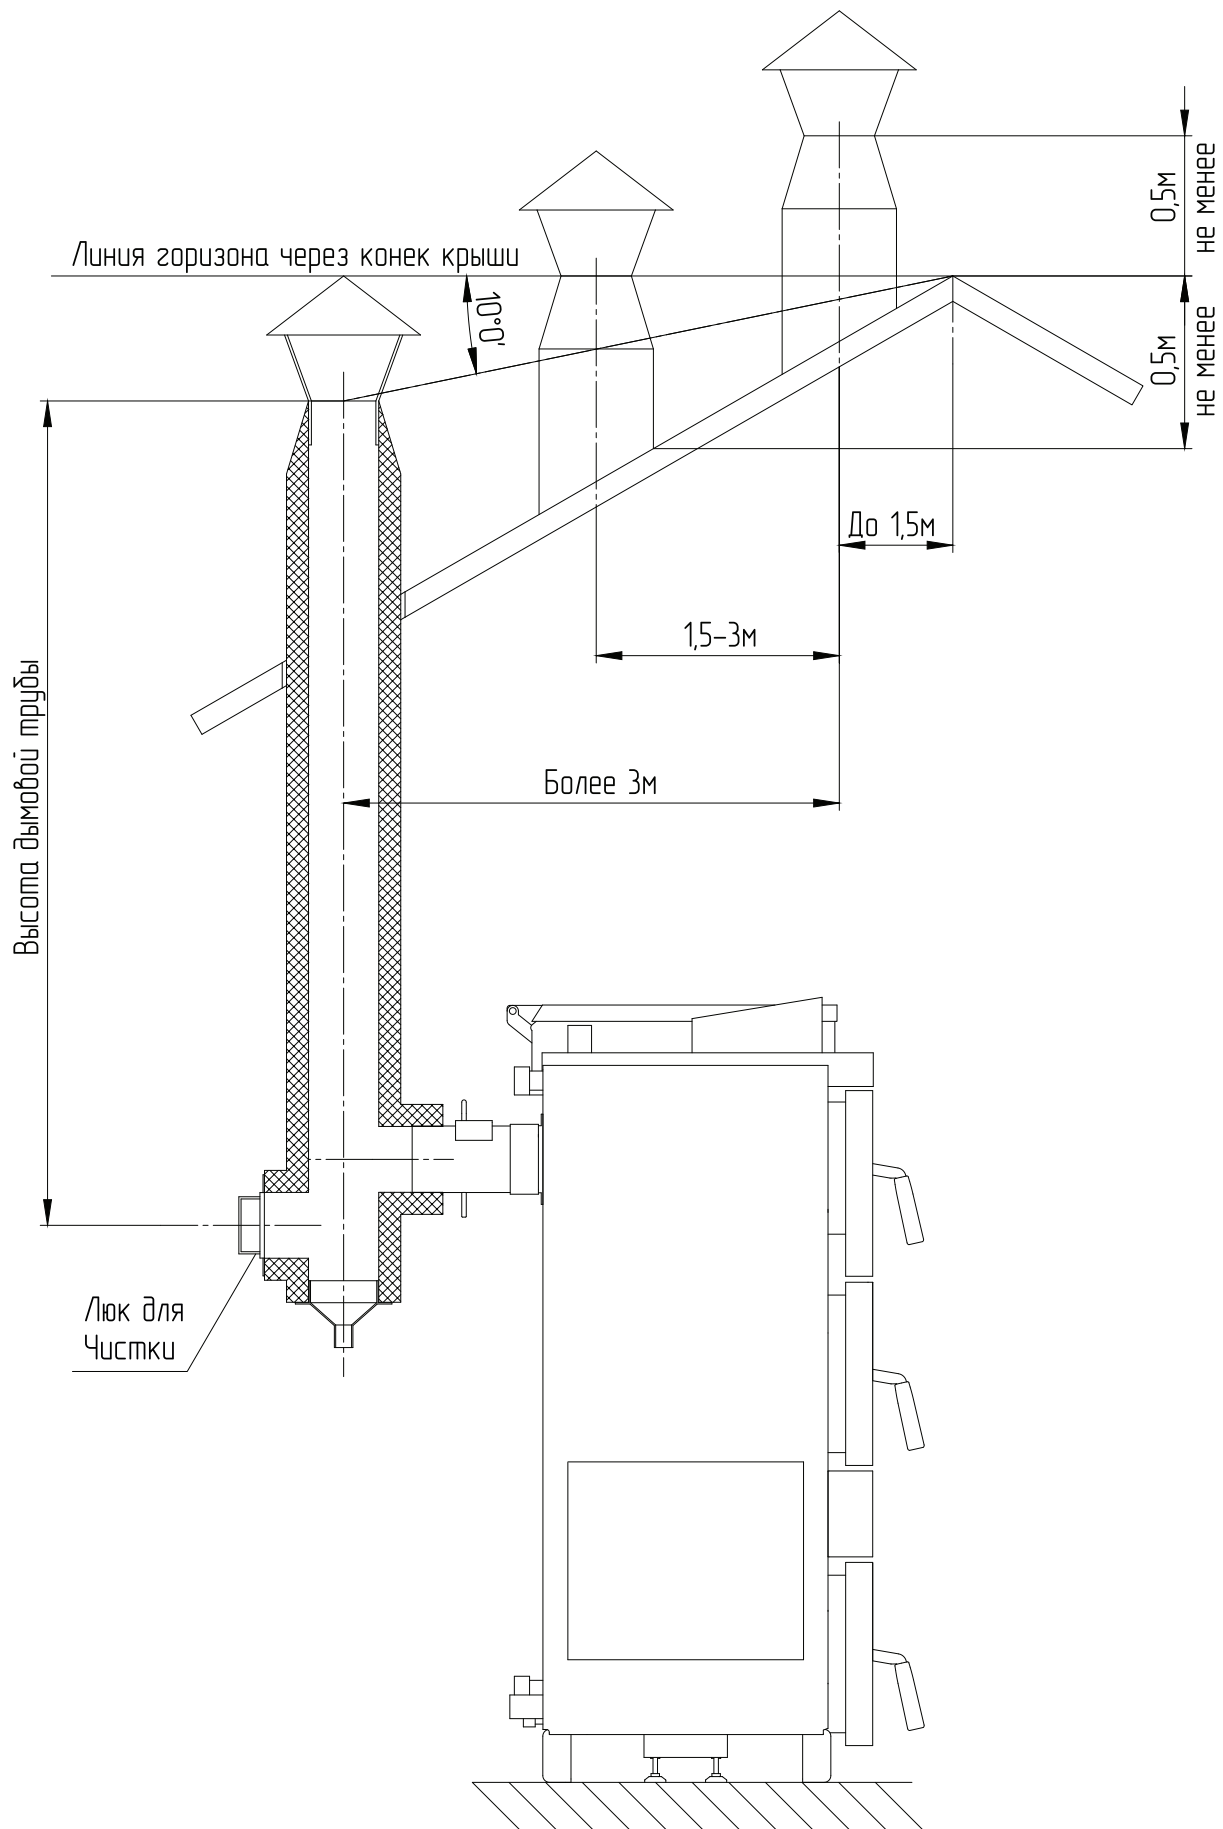 Линия горизона через конек крыши
10°0'
0,5м
не менее
0,5м
не менее
До 1,5м
1,5-3м
Более 3м
Высота дымовой трубы
Люк для
Чистки